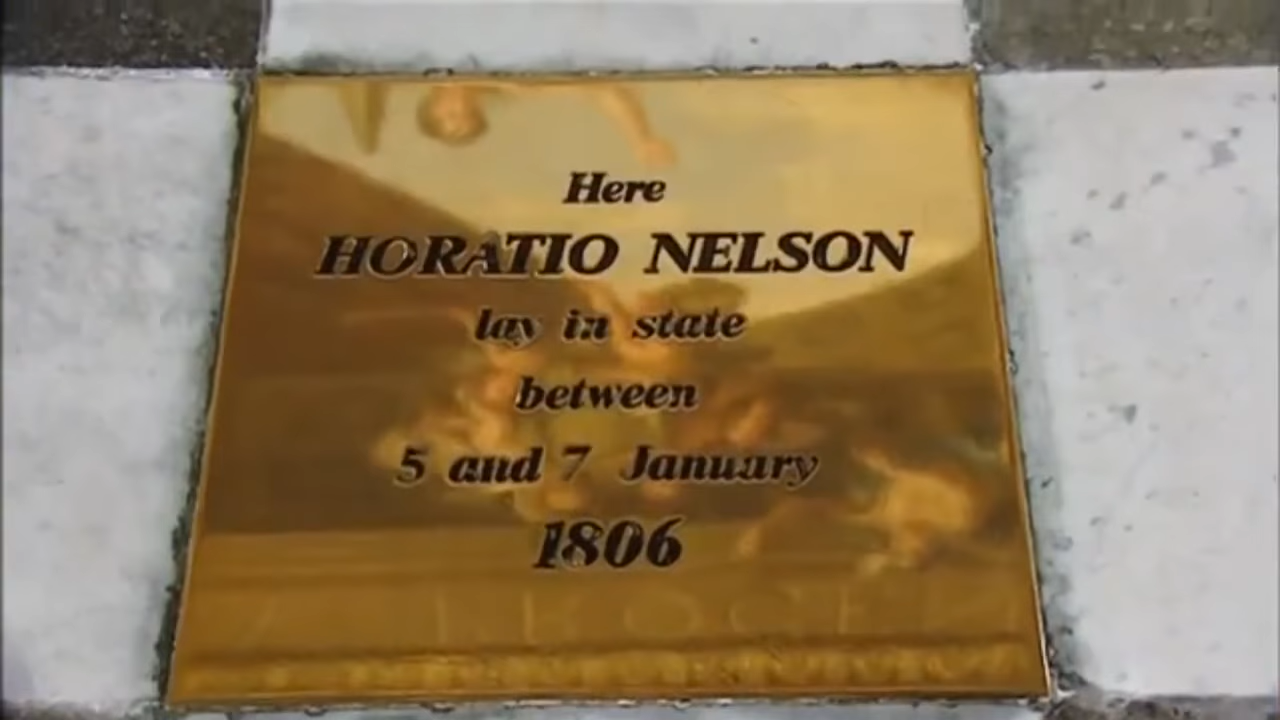 Here
HORATIO NELSON
lay in state
between
5 and 7 January
1806